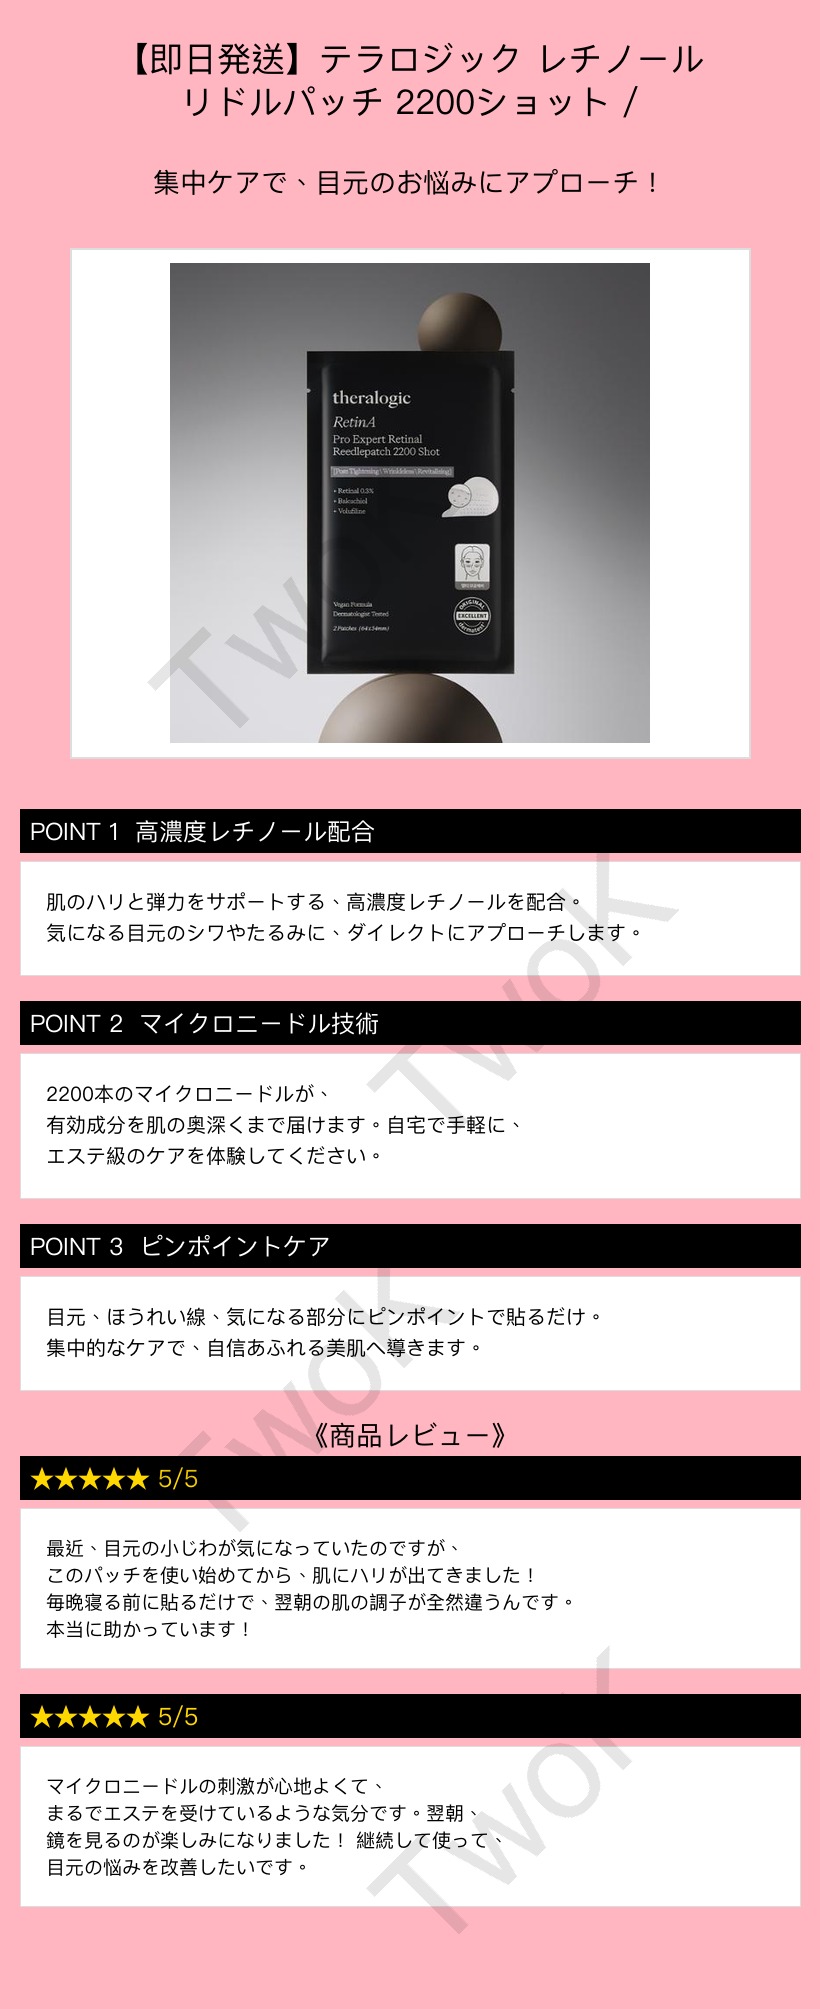 【即日発送】テラロジック レチノール
リドルパッチ 2200ショット /
集中ケアで、目元のお悩みにアプローチ！
theralogic
RetinA
Pro Expert Retinal
Reedlepatch 2200 Shot
[Pore Tightening \ Wrinkleless \ Revitalizing]
+ Retinal 0.3%
+ Bakuchiol
+ Volufiline
Vegan Formula
Dermatologist Tested
2 Patches (64x54mm)
ORIGINAL
EXCELLENT
dermatest
TwoK
POINT 1 高濃度レチノール配合
肌のハリと弾力をサポートする、高濃度レチノールを配合。
気になる目元のシワやたるみに、ダイレクトにアプローチします。
TwoK
POINT 2 マイクロニードル技術
2200本のマイクロニードルが、
有効成分を肌の奥深くまで届けます。自宅で手軽に、
エステ級のケアを体験してください。
POINT 3 ピンポイントケア
目元、ほうれい線、気になる部分にピンポイントで貼るだけ。
集中的なケアで、自信あふれる美肌へ導きます。
TwoK
《商品レビュー》
★★★★★ 5/5
最近、目元の小じわが気になっていたのですが、
このパッチを使い始めてから、肌にハリが出てきました！
毎晩寝る前に貼るだけで、翌朝の肌の調子が全然違うんです。
本当に助かっています！
★★★★★ 5/5
マイクロニードルの刺激が心地よくて、
まるでエステを受けているような気分です。翌朝、
鏡を見るのが楽しみになりました！ 継続して使って、
目元の悩みを改善したいです。
TwoK